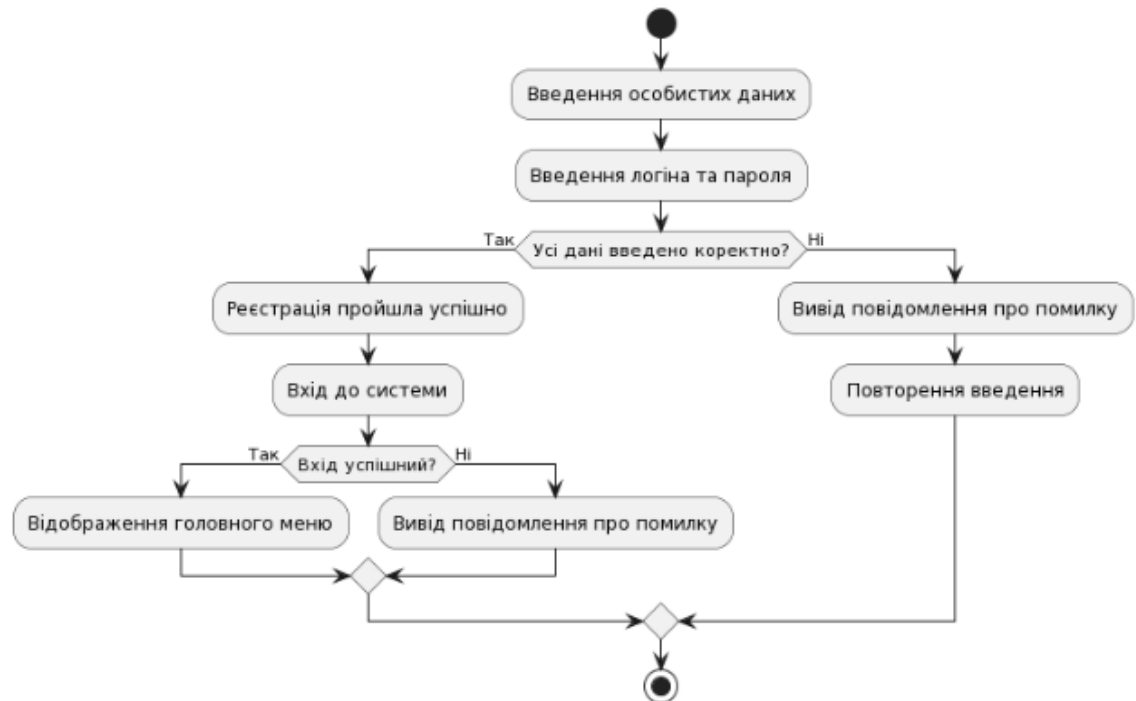 Введення особистих даних
Введення логіна та пароля
Так
Усі дані введено коректно?
Ні
Реєстрація пройшла успішно
Вивід повідомлення про помилку
Вхід до системи
Повторення введення
Так
Вхід успішний?
Ні
Відображення головного меню
Вивід повідомлення про помилку